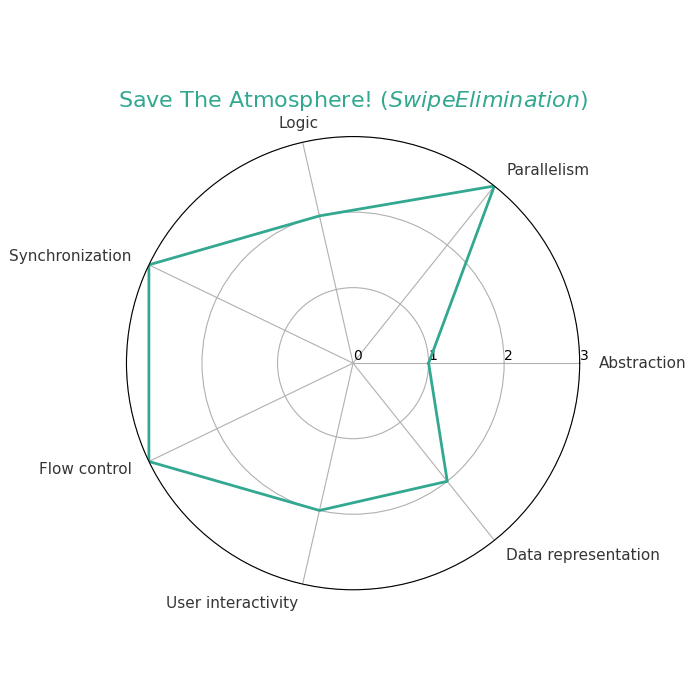 Save The Atmosphere! (SwipeElimination)
Logic
Parallelism
Synchronization
0
1
2
3
Abstraction
Flow control
Data representation
User interactivity